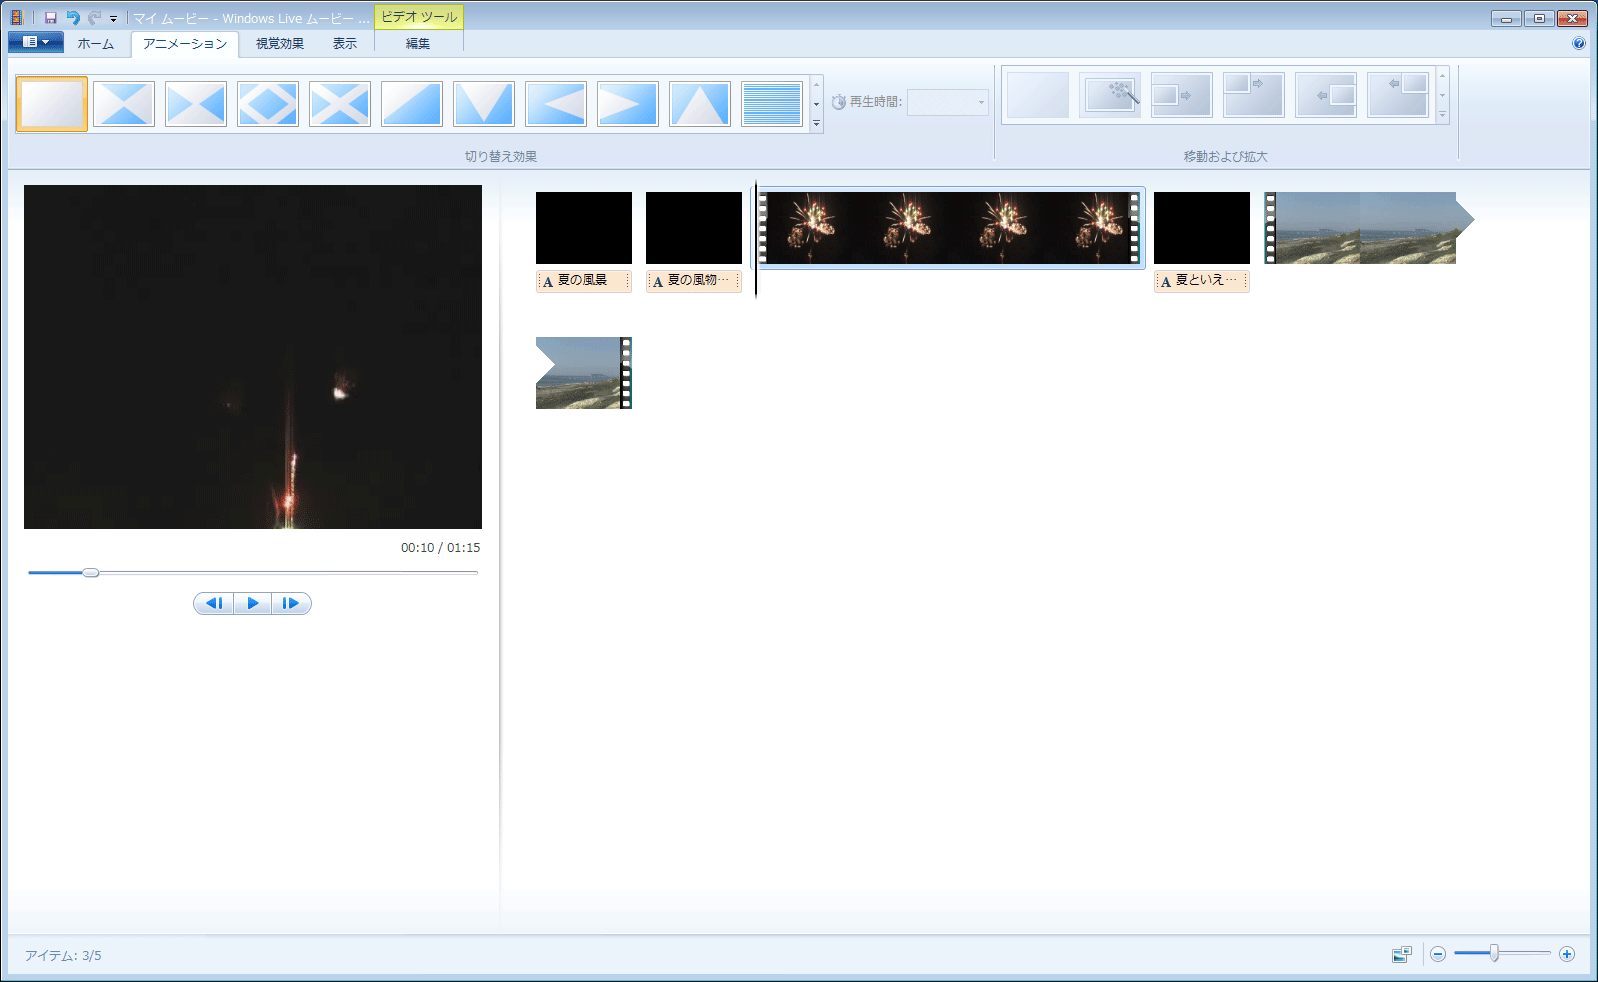 マイ ムービー - Windows Live ムービー ...
ビデオ ツール
ホーム
アニメーション
視覚効果
表示
編集
再生時間:
切り替え効果
移動および拡大
A 夏の風景
A 夏の風物…
A 夏といえ…
00:10 / 01:15
アイテム: 3/5